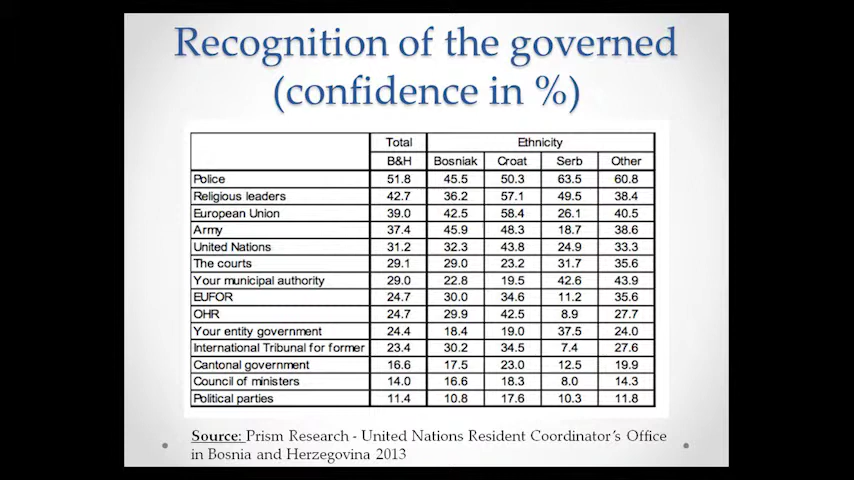 Recognition of the governed
(confidence in %)
Total Ethnicity
B&H Bosniak Croat Serb Other
Police 51.8 45.5 50.3 63.5 60.8
Religious leaders 42.7 36.2 57.1 49.5 38.4
European Union 39.0 42.5 58.4 26.1 40.5
Army 37.4 45.9 48.3 18.7 38.6
United Nations 31.2 32.3 43.8 24.9 33.3
The courts 29.1 29.0 23.2 31.7 35.6
Your municipal authority 29.0 22.8 19.5 42.6 43.9
EUFOR 24.7 30.0 34.6 11.2 35.6
OHR 24.7 29.9 42.5 8.9 27.7
Your entity government 24.4 18.4 19.0 37.5 24.0
International Tribunal for former 23.4 30.2 34.5 7.4 27.6
Cantonal government 16.6 17.5 23.0 12.5 19.9
Council of ministers 14.0 16.6 18.3 8.0 14.3
Political parties 11.4 10.8 17.6 10.3 11.8
Source: Prism Research - United Nations Resident Coordinator's Office
in Bosnia and Herzegovina 2013